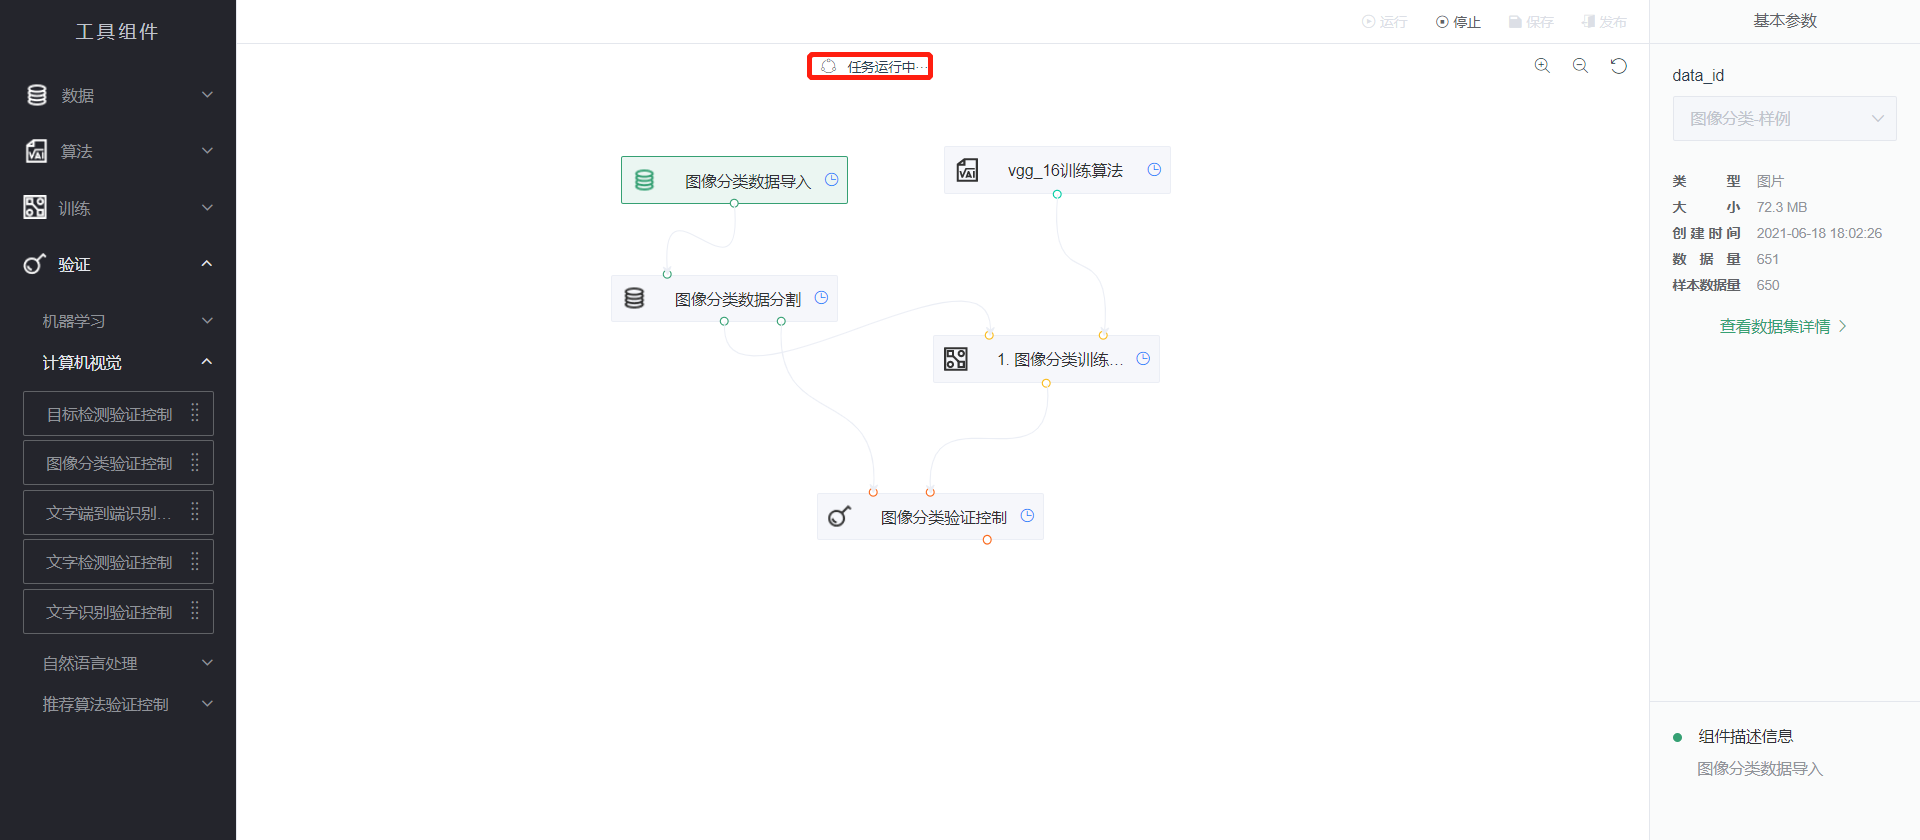 工具组件
数据
算法
训练
验证
机器学习
计算机视觉
目标检测验证控制
图像分类验证控制
文字端到端识别...
文字检测验证控制
文字识别验证控制
自然语言处理
推荐算法验证控制
运行 停止 保存 发布
任务运行中...
图像分类数据导入
vgg_16训练算法
图像分类数据分割
1. 图像分类训练...
图像分类验证控制
基本参数
data_id
图像分类-样例
类型 图片
大小 72.3 MB
创建时间 2021-06-18 18:02:26
数据量 651
样本数据量 650
查看数据集详情
组件描述信息
图像分类数据导入